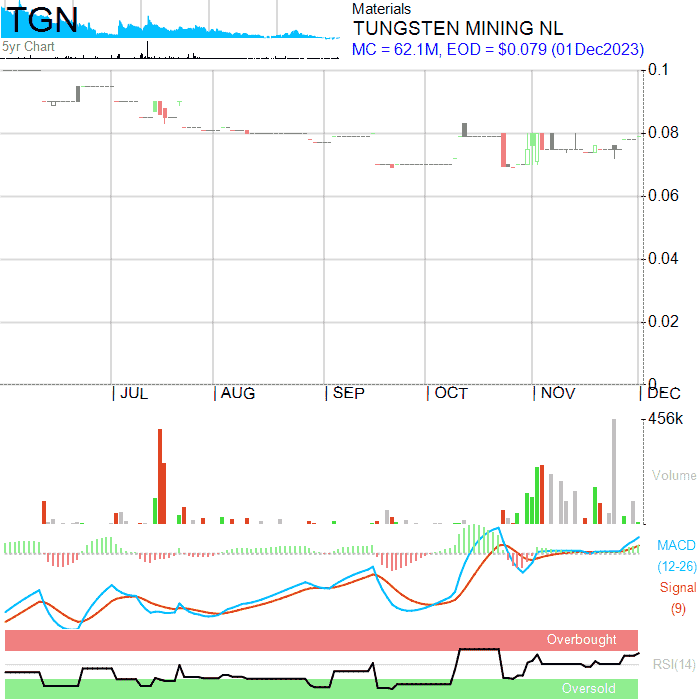 TGN
5yr Chart
Materials
TUNGSTEN MINING NL
MC = 62.1M, EOD = $0.079 (01Dec2023)
0.1
0.08
0.06
0.04
0.02
0
JUL
AUG
SEP
OCT
NOV
DEC
456k
Volume
MACD
(12-26)
Signal
(9)
Overbought
RSI(14)
Oversold